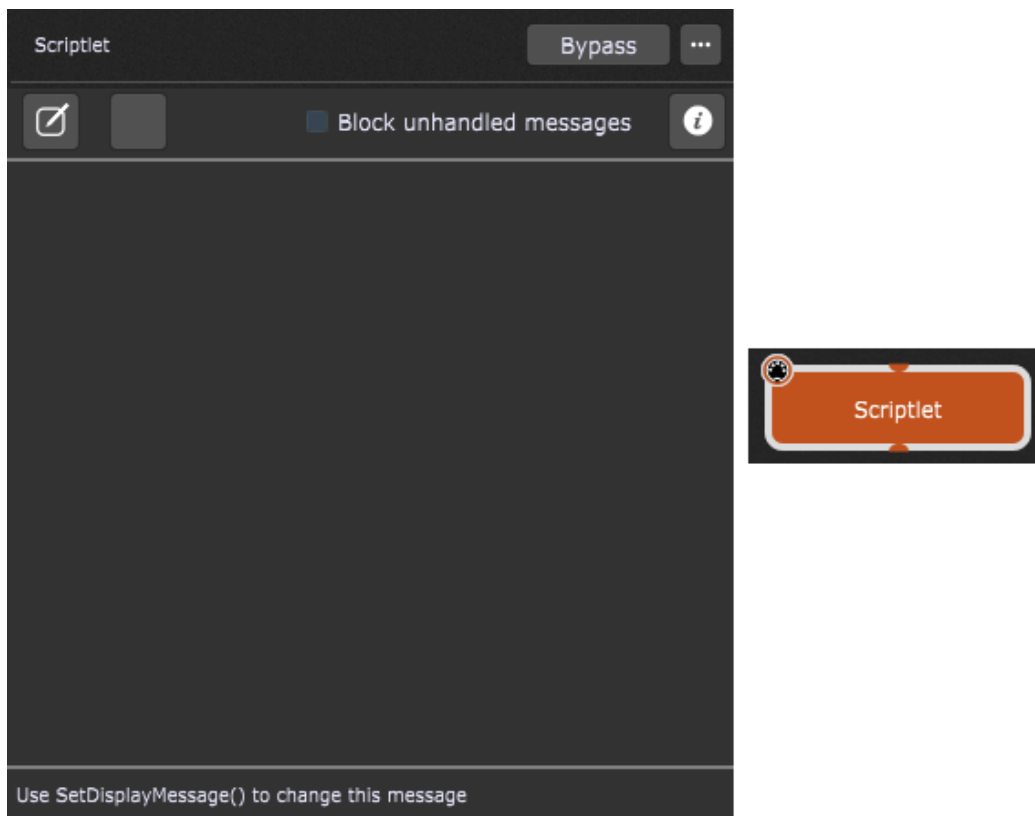 Scriptlet
Bypass
Block unhandled messages
Scriptlet
Use SetDisplayMessage() to change this message